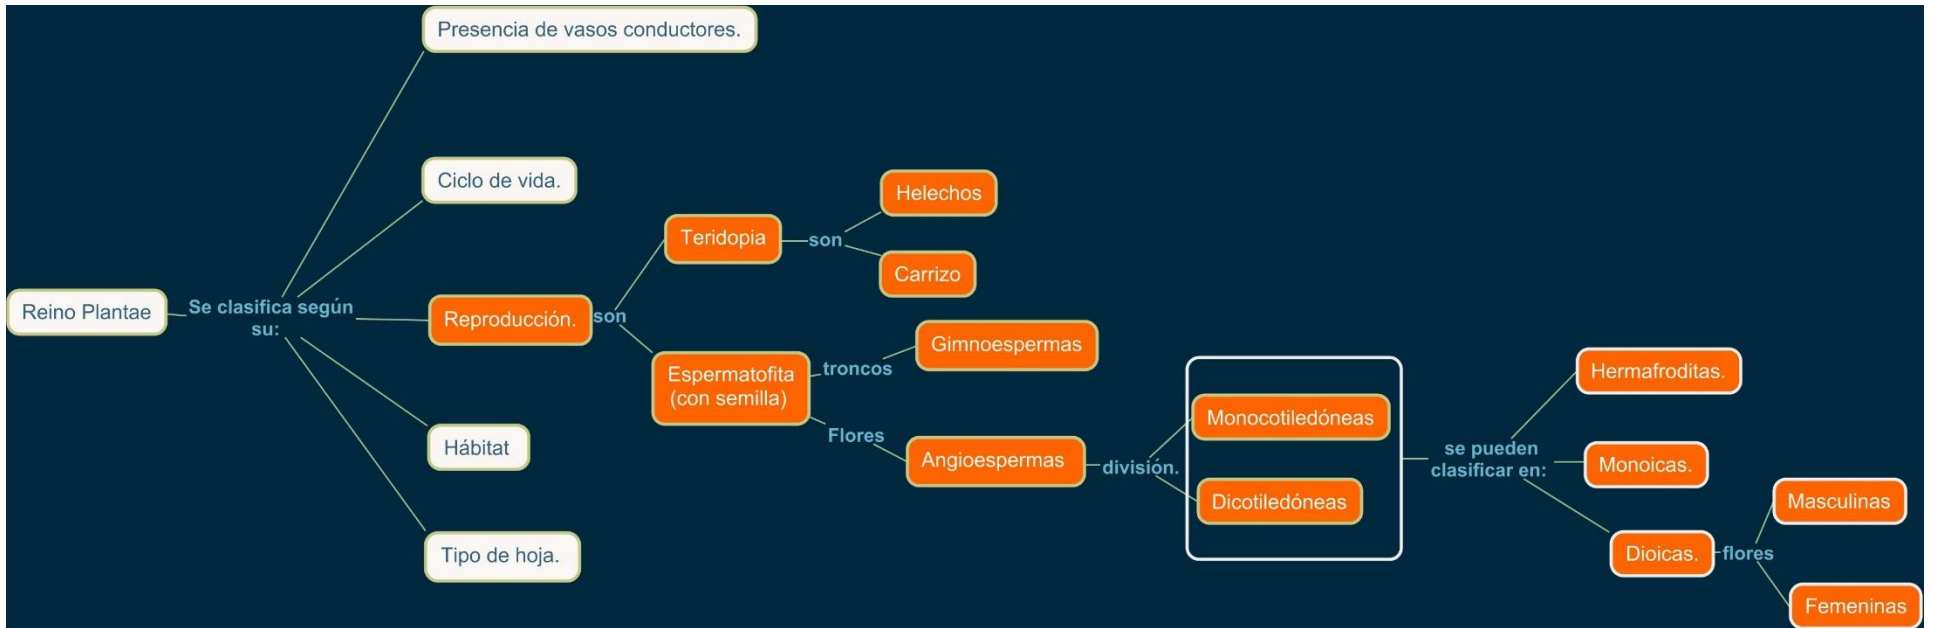 Presencia de vasos conductores.
Ciclo de vida.
Helechos
Teridopia
son
Carrizo
Reino Plantae
Se clasifica según
su:
Reproducción.
son
Gimnoespermas
Espermatofita
(con semilla)
troncos
Flores
Angioespermas
división.
Monocotiledóneas
Dicotiledóneas
se pueden
clasificar en:
Hermafroditas.
Monoicas.
Dioicas.
flores
Masculinas
Femeninas
Hábitat
Tipo de hoja.